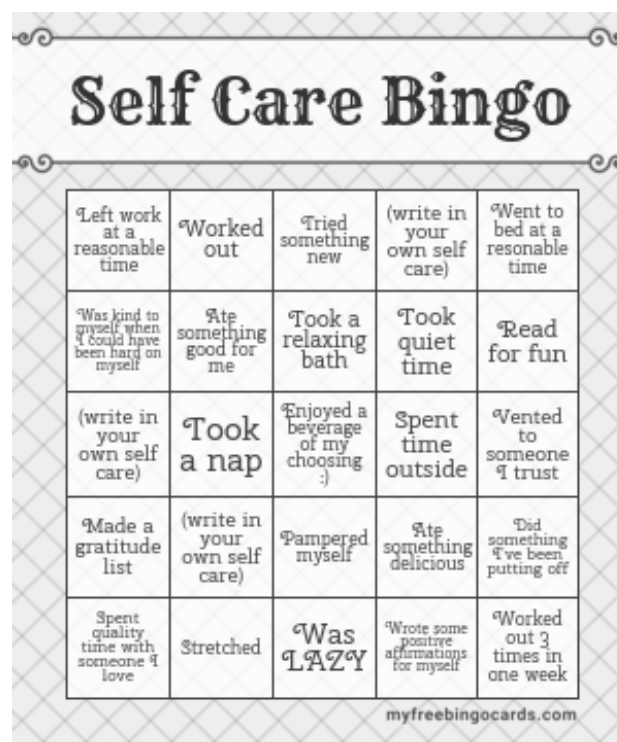 Self Care Bingo
Left work
at a
reasonable
time
Worked
out
Tried
something
new
(write in
your
own self
care)
Went to
bed at a
resonable
time
Was kind to
myself when
I could have
been hard on
myself
Ate
something
good for
me
Took a
relaxing
bath
Took
quiet
time
Read
for fun
(write in
your
own self
care)
Took
a nap
Enjoyed a
beverage
of my
choosing
:)
Spent
time
outside
Vented
to
someone
I trust
Made a
gratitude
list
(write in
your
own self
care)
Pampered
myself
Ate
something
delicious
Did
something
I've been
putting off
Spent
quality
time with
someone I
love
Stretched
Was
LAZY
Wrote some
positive
affirmations
for myself
Worked
out 3
times in
one week
myfreebingocards.com